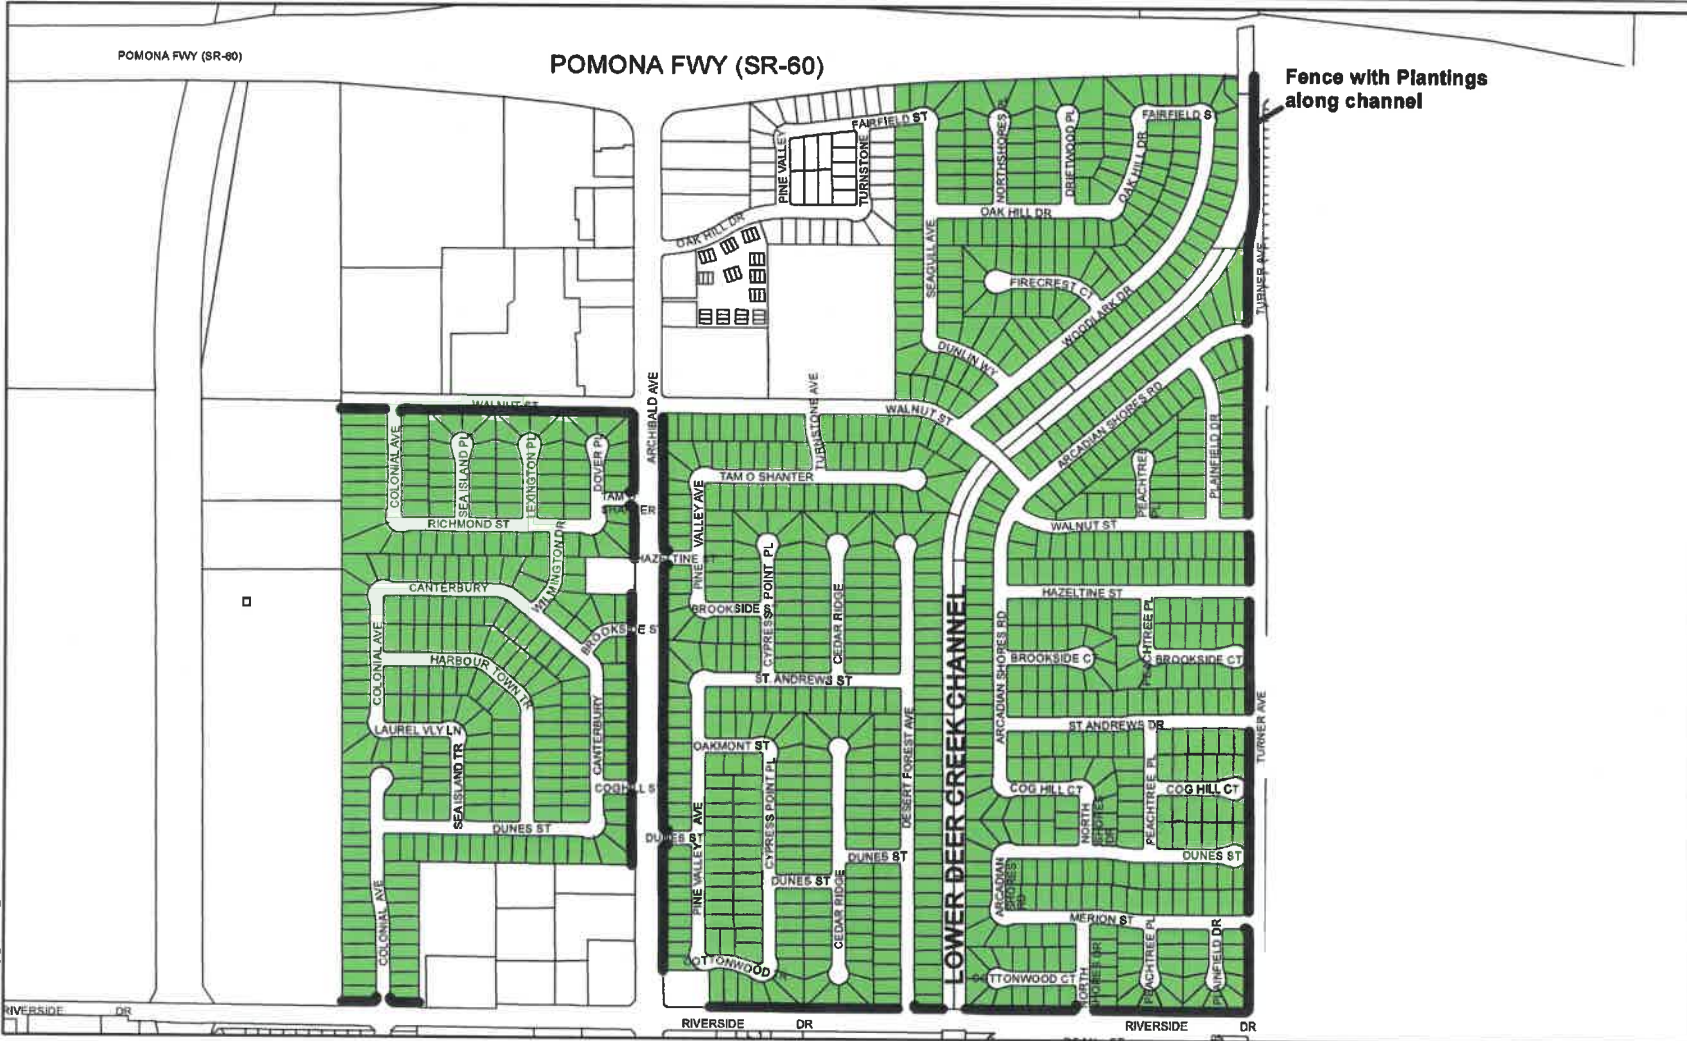 POMONA FWY (SR-60)
POMONA FWY (SR-60)
Fence with Plantings
along channel
FAIRFIELD ST
FAIRFIELD S
PINE VALLEY
TURNSTONE
NORTHSHORES
DRIFTWOOD PL
OAK HILL DR
OAK HILL DR
OAK HILL DR
SEAGULL AVE
FIRECREST CT
WOODLARK DR
DUNLIN WY
TURNER AVE
WALNUT ST
ARCHIBALD AVE
TURNSTONE AVE
WALNUT ST
ARCADIAN SHORES RD
PLAINFIELD DR
PEACHTREE
PL
WALNUT ST
COLONIAL AVE
SEA ISLAND PL
LEXINGTON PL
DOVER PL
TAM O
SHANTER
RICHMOND ST
WILMINGTON DR
TAM O SHANTER
PINE VALLEY AVE
HAZELTINE ST
HAZELTINE ST
CANTERBURY
BROOKSIDE ST
BROOKSIDE ST
CYPRESS POINT PL
CEDAR RIDGE
COLONIAL AVE
HARBOUR TOWN TR
CANTERBURY
LAUREL VLY LN
SEA ISLAND TR
COGHILL S
DUNES ST
DUNES ST
COLONIAL AVE
ST. ANDREWS ST
OAKMONT ST
CYPRESS POINT PL
PINE VALLEY AVE
DESERT FOREST AVE
DUNES ST
DUNES ST
CEDAR RIDGE
COTTONWOOD
LOWER DEER CREEK CHANNEL
ARCADIAN SHORES RD
BROOKSIDE C
PEACHTREE PL
BROOKSIDE CT
ST ANDREWS DR
TURNER AVE
COG HILL CT
NORTH
SHORES
DR
PEACHTREE PL
COG HILL CT
DUNES ST
ARCADIAN
SHORES
RD
MERION ST
COTTONWOOD CT
NORTH
SHORES DR
PEACHTREE PL
PLAINFIELD DR
RIVERSIDE DR
RIVERSIDE DR
RIVERSIDE DR